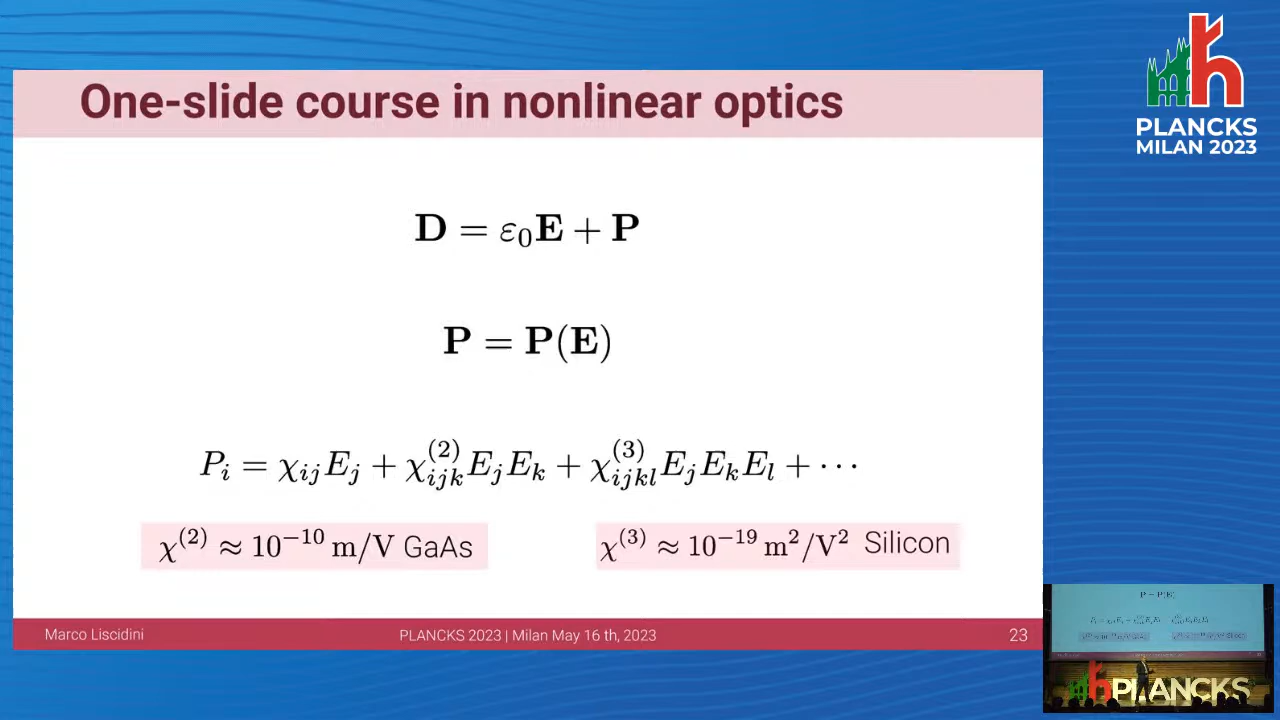 One-slide course in nonlinear optics
D = ε₀E + P
P = P(E)
Pᵢ = χᵢⱼEⱼ + χ⁽²⁾ᵢⱼₖEⱼEₖ + χ⁽³⁾ᵢⱼₖₗEⱼEₖEₗ + ···
χ⁽²⁾ ≈ 10⁻¹⁰ m/V GaAs
χ⁽³⁾ ≈ 10⁻¹⁹ m²/V² Silicon
Marco Liscidini
PLANCKS 2023 | Milan May 16 th, 2023
23
PLANCKS
MILAN 2023
P = P(E)
PLANCKS